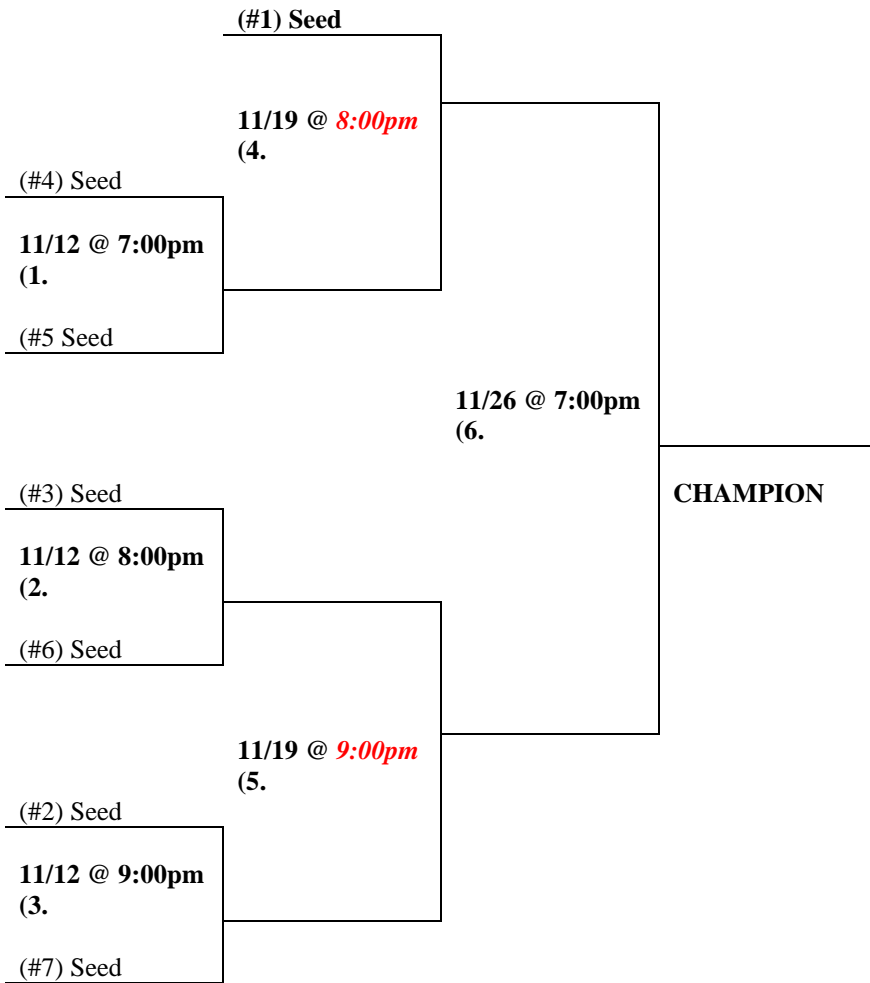 (#1) Seed
11/19 @ 8:00pm
(4.
(#4) Seed
11/12 @ 7:00pm
(1.
(#5 Seed
11/26 @ 7:00pm
(6.
(#3) Seed
CHAMPION
11/12 @ 8:00pm
(2.
(#6) Seed
11/19 @ 9:00pm
(5.
(#2) Seed
11/12 @ 9:00pm
(3.
(#7) Seed